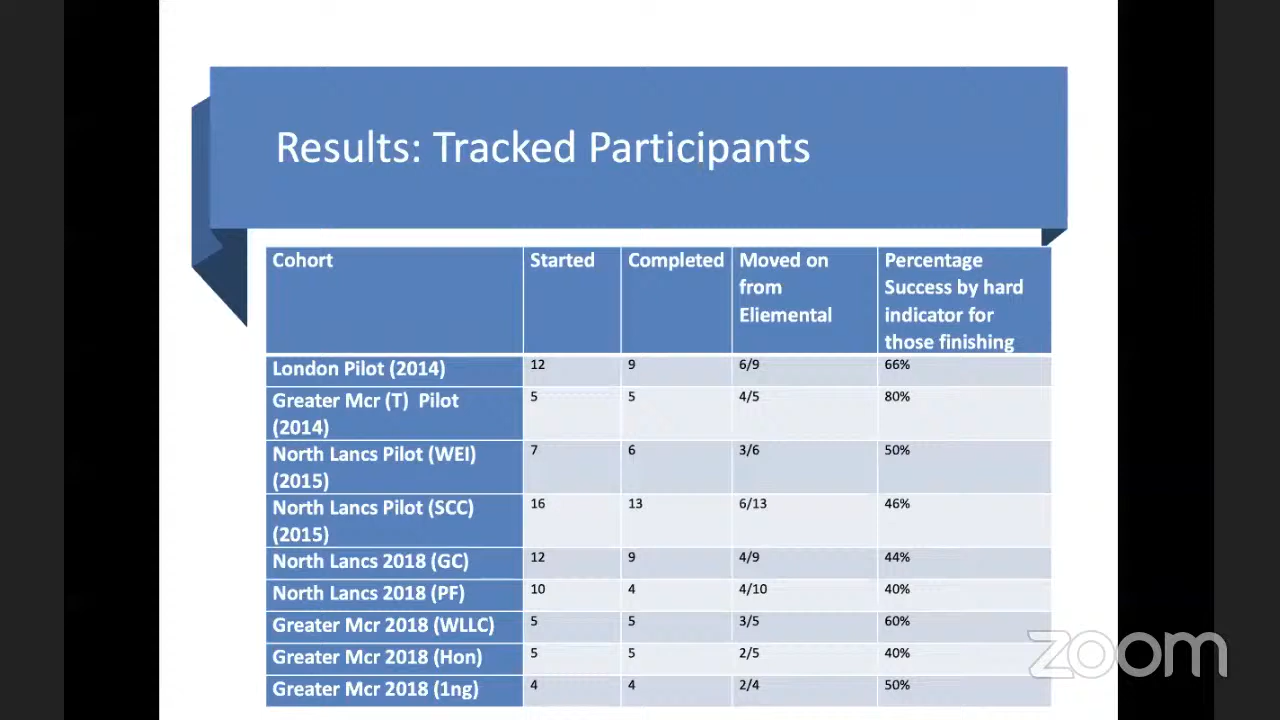 Results: Tracked Participants
Cohort Started Completed Moved on from Eliemental Percentage Success by hard indicator for those finishing
London Pilot (2014) 12 9 6/9 66%
Greater Mcr (T) Pilot (2014) 5 5 4/5 80%
North Lancs Pilot (WEI) (2015) 7 6 3/6 50%
North Lancs Pilot (SCC) (2015) 16 13 6/13 46%
North Lancs 2018 (GC) 12 9 4/9 44%
North Lancs 2018 (PF) 10 4 4/10 40%
Greater Mcr 2018 (WLLC) 5 5 3/5 60%
Greater Mcr 2018 (Hon) 5 5 2/5 40%
Greater Mcr 2018 (1ng) 4 4 2/4 50%
zoom